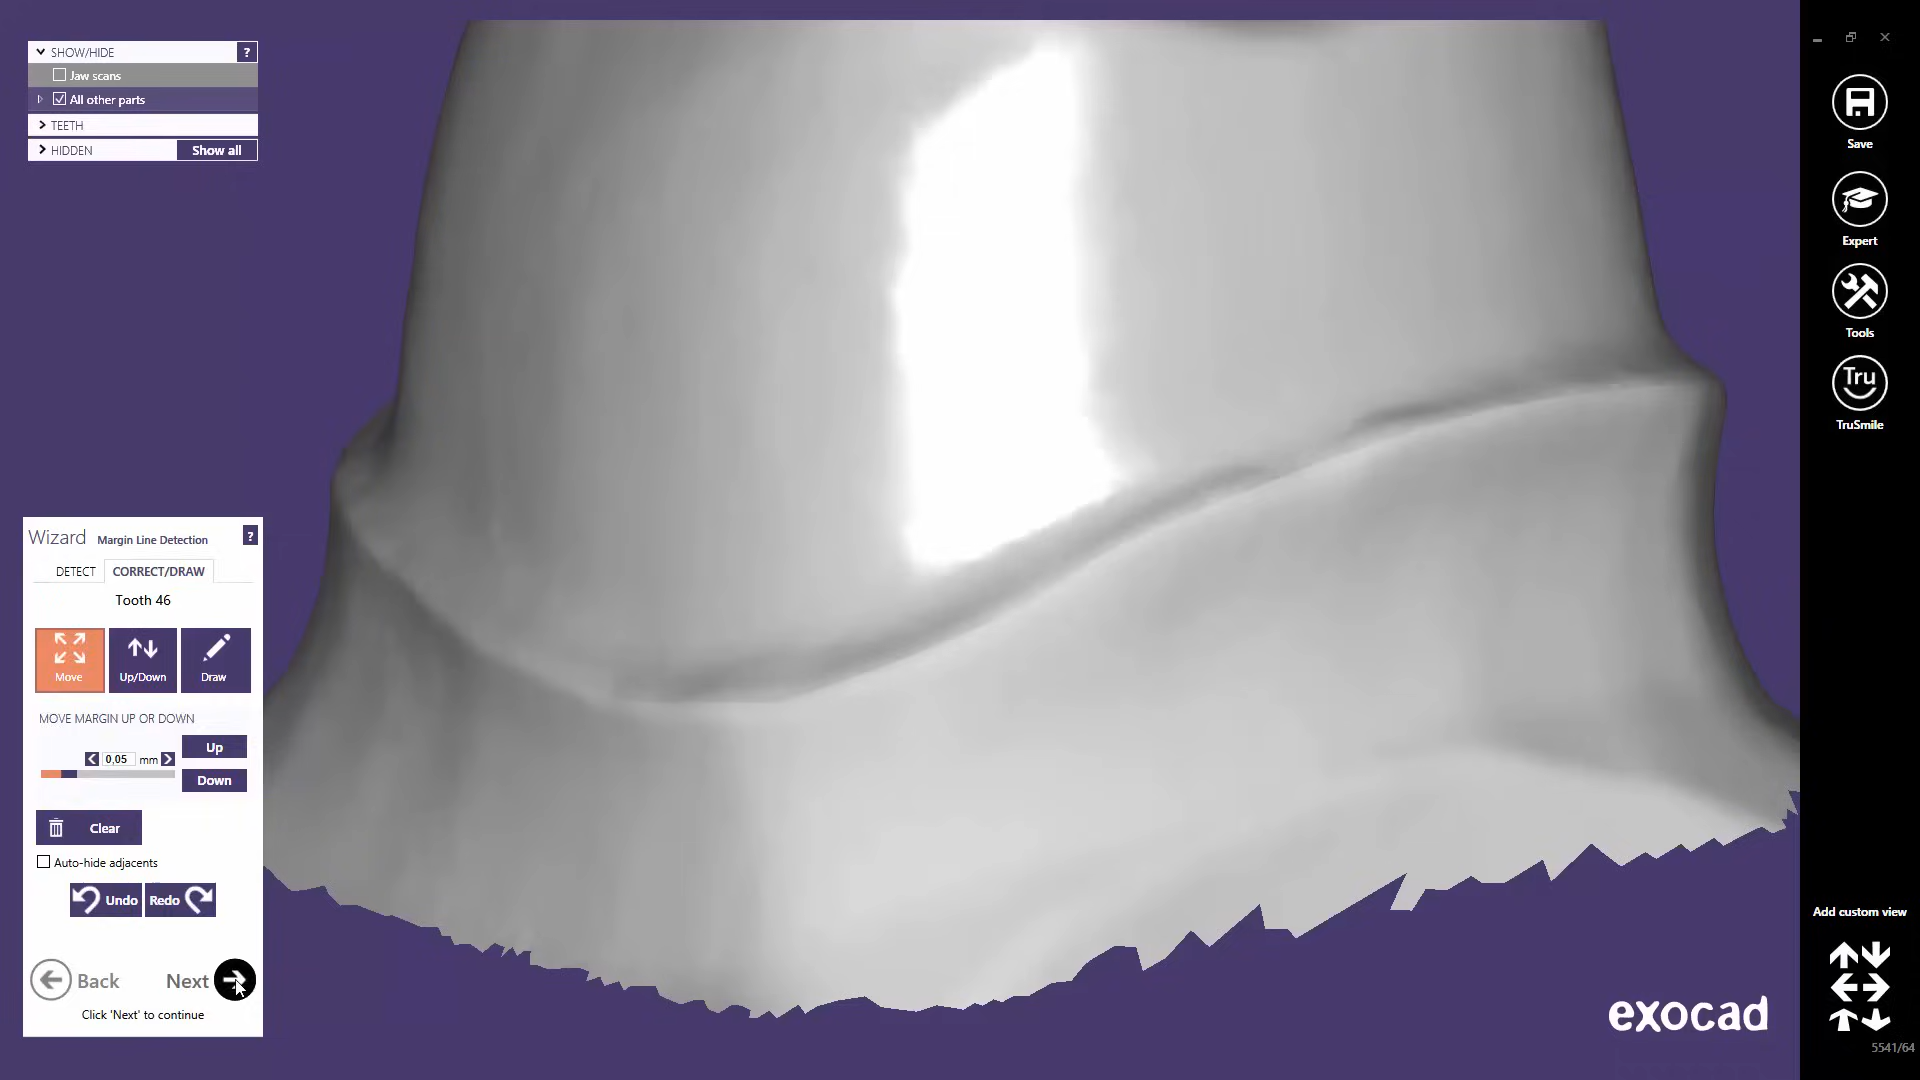 SHOW/HIDE ?
Jaw scans
All other parts
TEETH
HIDDEN Show all
Wizard Margin Line Detection ?
DETECT CORRECT/DRAW
Tooth 46
Move Up/Down Draw
MOVE MARGIN UP OR DOWN
0,05 mm
Up
Down
Clear
Auto-hide adjacents
Undo Redo
Back Next
Click 'Next' to continue
Save
Expert
Tools
Tru
TruSmile
Add custom view
exocad
5541/64